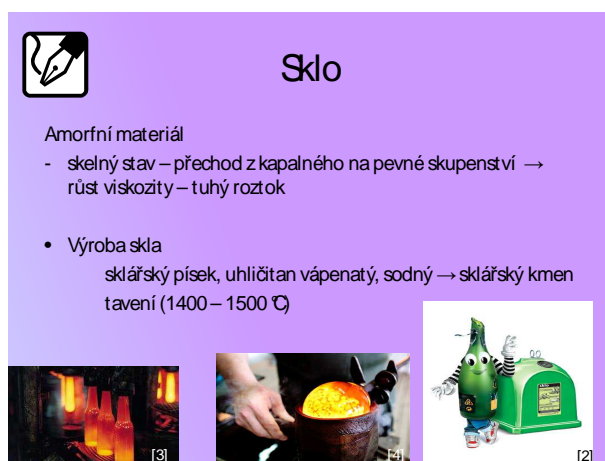 Sklo
Amorfní materiál
- skelný stav – přechod z kapalného na pevné skupenství →
růst viskozity – tuhý roztok
• Výroba skla
sklářský písek, uhličitan vápenatý, sodný → sklářský kmen
tavení (1400 – 1500 °C)
[3]
[4]
[2]